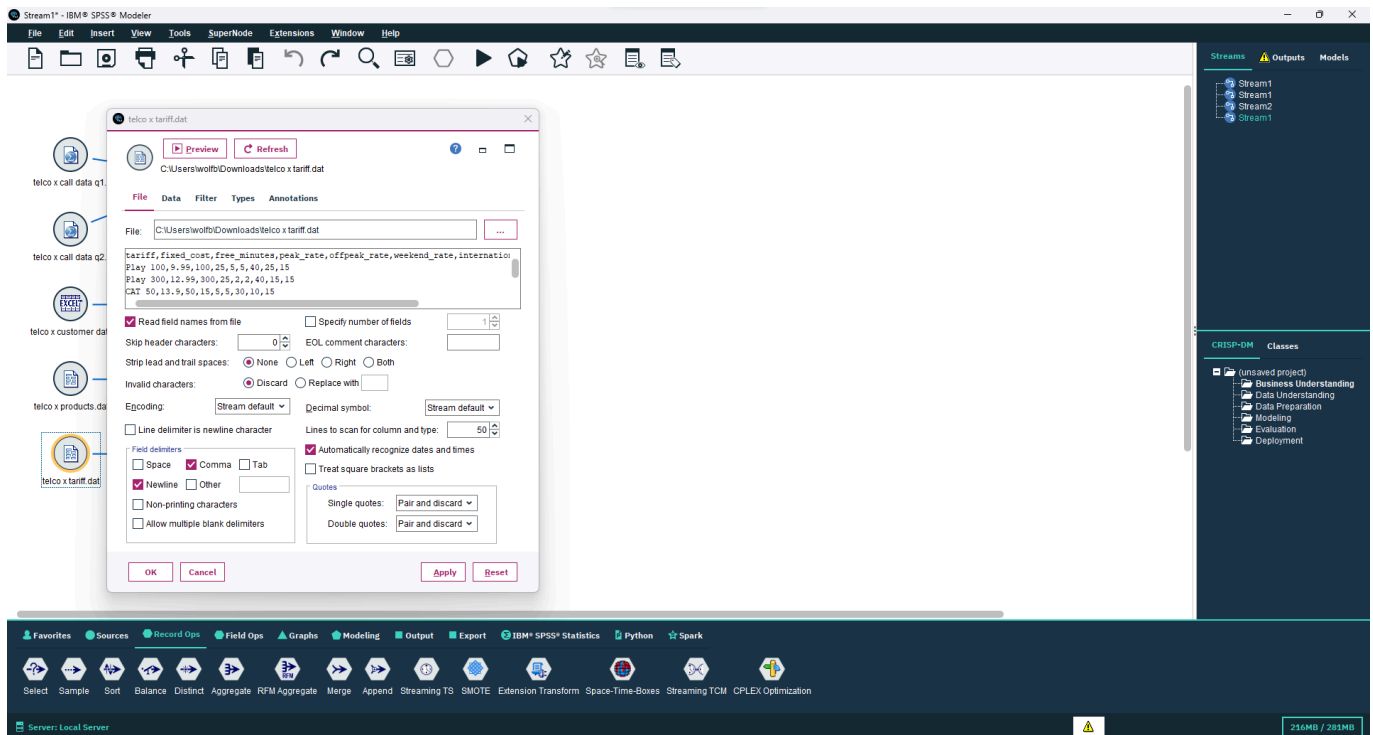 Stream1* - IBM® SPSS® Modeler
File Edit Insert View Tools SuperNode Extensions Window Help
Streams Outputs Models
Stream1
Stream1
Stream2
Stream1
telco x call data q1.
telco x call data q2.
EXCEL
telco x customer dat
telco x products.da
telco x tariff.dat
telco x tariff.dat
Preview Refresh
C:\Users\wolfb\Downloads\telco x tariff.dat
File Data Filter Types Annotations
File: C:\Users\wolfb\Downloads\telco x tariff.dat ...
tariff,fixed_cost,free_minutes,peak_rate,offpeak_rate,weekend_rate,internation
Play 100,9.99,100,25,5,5,40,25,15
Play 300,12.99,300,25,2,2,40,15,15
CAT 50,13.9,50,15,5,5,30,10,15
Read field names from file Specify number of fields 1
Skip header characters: 0 EOL comment characters:
Strip lead and trail spaces: None Left Right Both
Invalid characters: Discard Replace with
Encoding: Stream default Decimal symbol: Stream default
Line delimiter is newline character Lines to scan for column and type: 50
Field delimiters Automatically recognize dates and times
Space Comma Tab Treat square brackets as lists
Newline Other Quotes
Non-printing characters Single quotes: Pair and discard
Allow multiple blank delimiters Double quotes: Pair and discard
OK Cancel Apply Reset
CRISP-DM Classes
(unsaved project)
Business Understanding
Data Understanding
Data Preparation
Modeling
Evaluation
Deployment
Favorites Sources Record Ops Field Ops Graphs Modeling Output Export IBM® SPSS® Statistics Python Spark
RFM
Select Sample Sort Balance Distinct Aggregate RFM Aggregate Merge Append Streaming TS SMOTE Extension Transform Space-Time-Boxes Streaming TCM CPLEX Optimization
Server: Local Server 216MB / 281MB